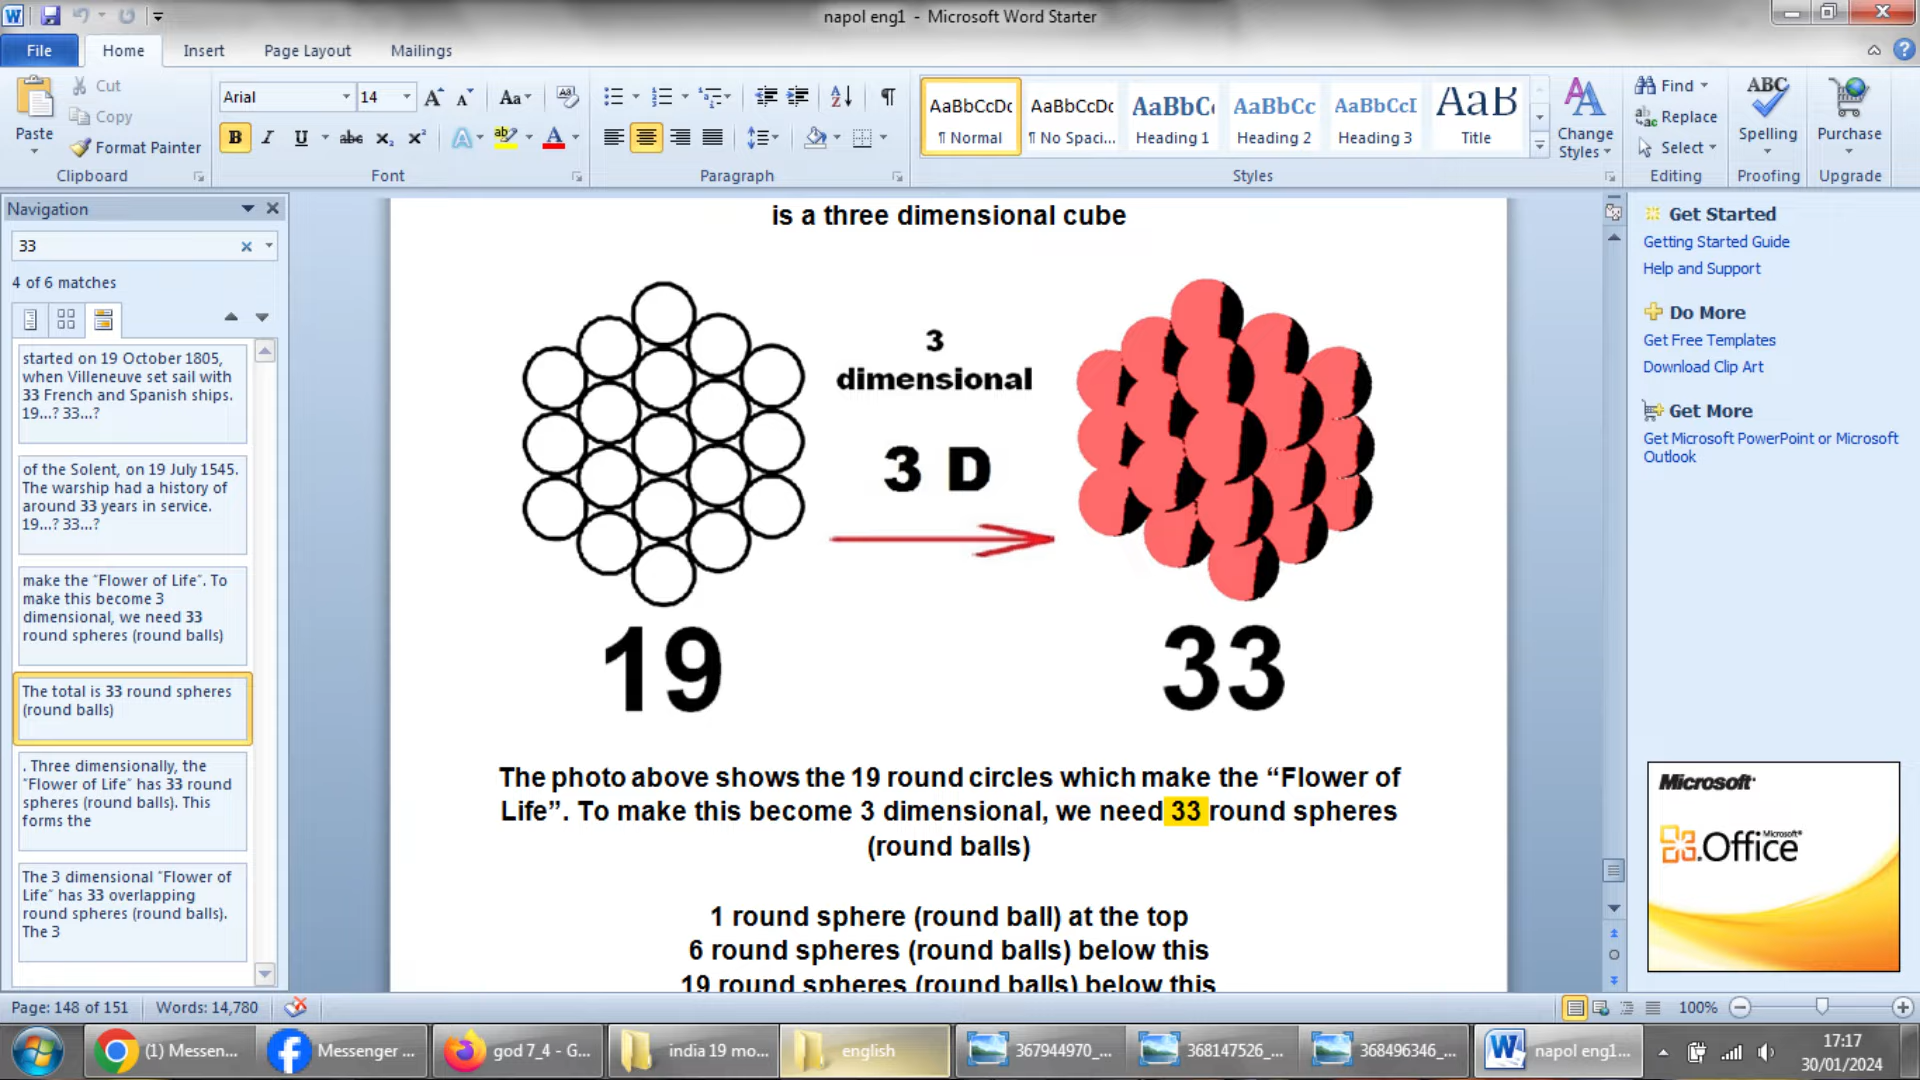 napol eng1 - Microsoft Word Starter
File
Home
Insert
Page Layout
Mailings
Paste
Cut
Copy
Format Painter
Clipboard
Arial
14
Font
Paragraph
AaBbCcDc
¶ Normal
AaBbCcDc
¶ No Spaci...
AaBbC
Heading 1
AaBbCc
Heading 2
AaBbCcI
Heading 3
AaB
Title
Change
Styles
Styles
Find
Replace
Select
Editing
ABC
Spelling
Proofing
Purchase
Upgrade
Navigation
33
4 of 6 matches
started on 19 October 1805,
when Villeneuve set sail with
33 French and Spanish ships.
19...? 33...?
of the Solent, on 19 July 1545.
The warship had a history of
around 33 years in service.
19...? 33...?
make the “Flower of Life”. To
make this become 3
dimensional, we need 33
round spheres (round balls)
The total is 33 round spheres
(round balls)
. Three dimensionally, the
“Flower of Life” has 33 round
spheres (round balls). This
forms the
The 3 dimensional “Flower of
Life” has 33 overlapping
round spheres (round balls).
The 3
is a three dimensional cube
3
dimensional
3 D
19
33
The photo above shows the 19 round circles which make the “Flower of
Life”. To make this become 3 dimensional, we need 33 round spheres
(round balls)
1 round sphere (round ball) at the top
6 round spheres (round balls) below this
19 round spheres (round balls) below this
Get Started
Getting Started Guide
Help and Support
Do More
Get Free Templates
Download Clip Art
Get More
Get Microsoft PowerPoint or Microsoft
Outlook
Microsoft
Microsoft
Office
Page: 148 of 151
Words: 14,780
100%
(1) Messen...
Messenger ...
god 7_4 - G...
india 19 mo...
english
367944970_...
368147526_...
368496346_...
napol eng1...
17:17
30/01/2024